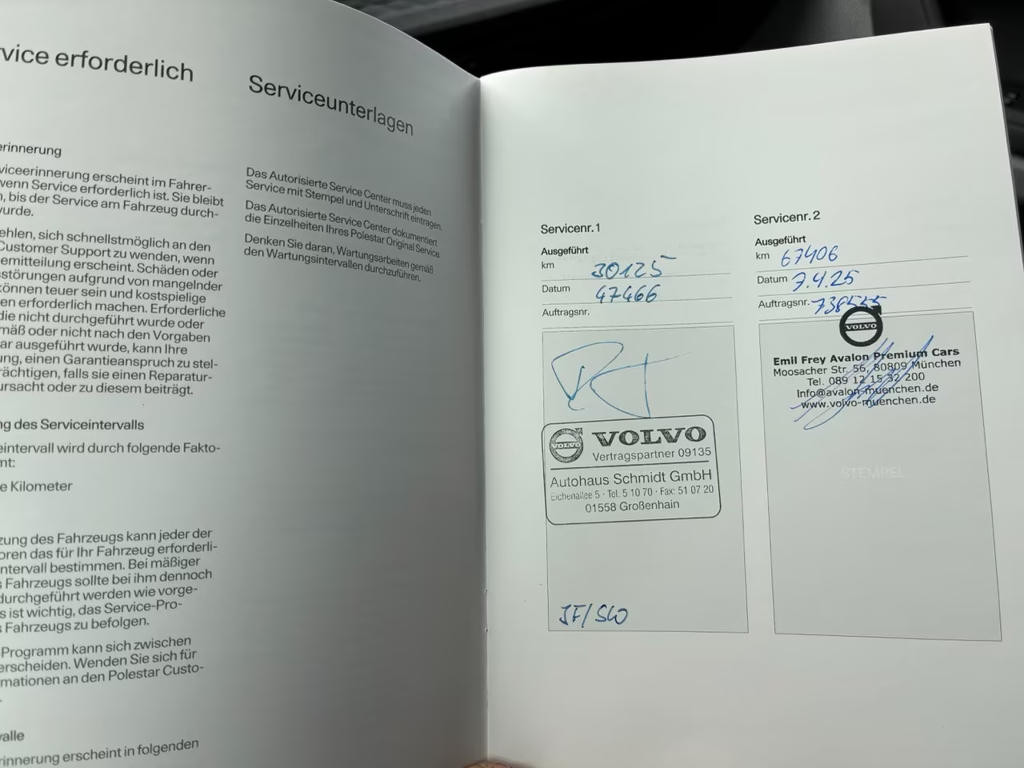 vice erforderlich
erinnerung
viceerinnerung erscheint im Fahrer-
wenn Service erforderlich ist. Sie bleibt
n, bis der Service am Fahrzeug durch-
wurde.
ehlen, sich schnellstmöglich an den
Customer Support zu wenden, wenn
emitteilung erscheint. Schäden oder
sstörungen aufgrund von mangelnder
können teuer sein und kostspielige
en erforderlich machen. Erforderliche
die nicht durchgeführt wurde oder
mäß oder nicht nach den Vorgaben
ar ausgeführt wurde, kann Ihre
ung, einen Garantieanspruch zu stel-
rächtigen, falls sie einen Reparatur-
ursacht oder zu diesem beiträgt.
ng des Serviceintervalls
eintervall wird durch folgende Fakto-
mt:
e Kilometer
zung des Fahrzeugs kann jeder der
oren das für Ihr Fahrzeug erforderli-
ntervall bestimmen. Bei mäßiger
s Fahrzeugs sollte bei ihm dennoch
durchgeführt werden wie vorge-
s ist wichtig, das Service-Pro-
s Fahrzeugs zu befolgen.
-Programm kann sich zwischen
erscheiden. Wenden Sie sich für
mationen an den Polestar Custo-
.
valle
rinnerung erscheint in folgenden
Serviceunterlagen
Das Autorisierte Service Center muss jeden
Service mit Stempel und Unterschrift eintragen.
Das Autorisierte Service Center dokumentiert
die Einzelheiten Ihres Polestar Original Service
Denken Sie daran, Wartungsarbeiten gemäß
den Wartungsintervallen durchzuführen.
Servicenr. 1
Ausgeführt
km 30125
Datum 47466
Auftragsnr.
VOLVO
VOLVO
Vertragspartner 09135
Autohaus Schmidt GmbH
Eichenallee 5 · Tel. 5 10 70 · Fax: 51 07 20
01558 Großenhain
JF/SW
Servicenr. 2
Ausgeführt
km 67406
Datum 7.4.25
Auftragsnr.
VOLVO
Emil Frey Avalon Premium Cars
Moosacher Str. 56, 80809 München
Tel. 089 12 15 32 200
Info@avalon-muenchen.de
www.volvo-muenchen.de
STEMPEL